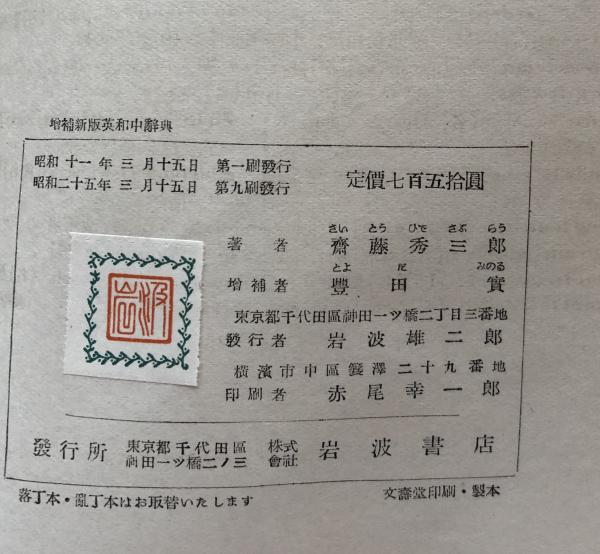 增補新版英和中辭典
昭和十一年三月十五日 第一刷發行
昭和二十五年三月十五日 第九刷發行
定價七百五拾圓
さいとうひでさぶらう
著者 齋藤秀三郎
とよだみのる
增補者 豐田實
東京都千代田區神田一ツ橋二丁目三番地
發行者 岩波雄二郎
橫濱市中區簑澤二十九番地
印刷者 赤尾幸一郎
發行所 東京都千代田區神田一ツ橋二ノ三 株式會社 岩波書店
落丁本・亂丁本はお取替いたします
文壽堂印刷・製本
岩波